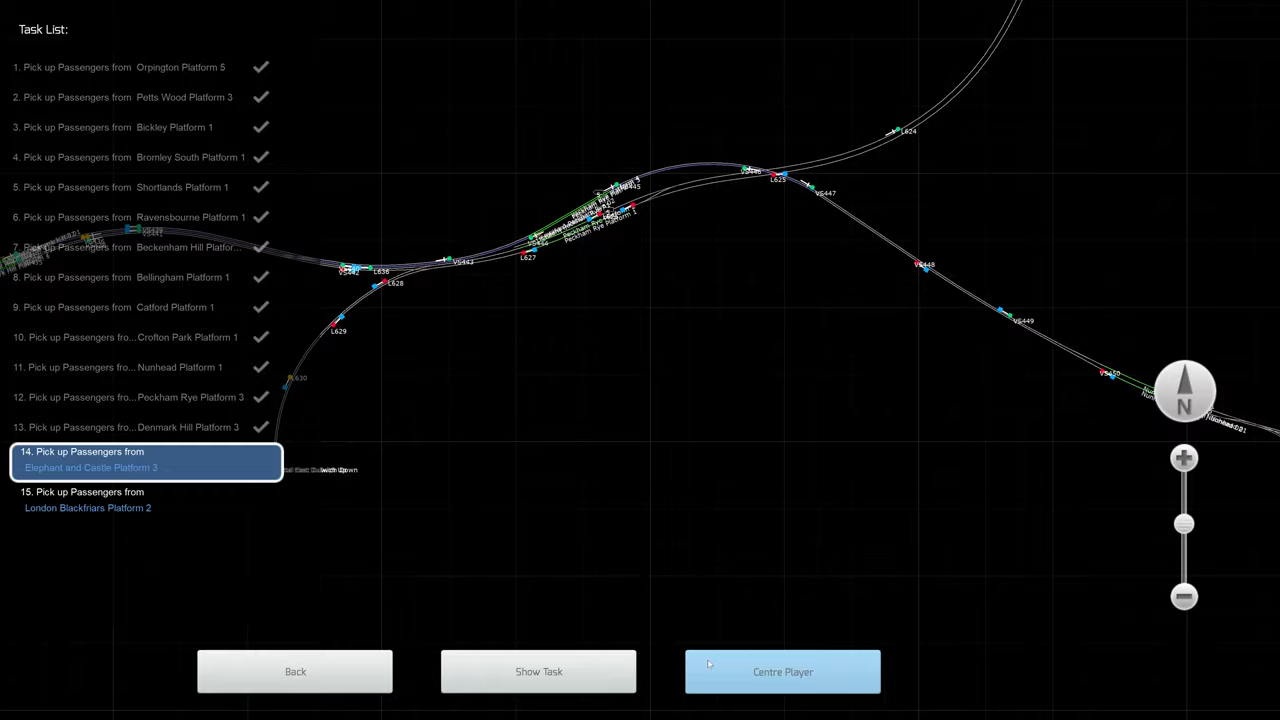 Task List:
1. Pick up Passengers from Orpington Platform 5
2. Pick up Passengers from Petts Wood Platform 3
3. Pick up Passengers from Bickley Platform 1
4. Pick up Passengers from Bromley South Platform 1
5. Pick up Passengers from Shortlands Platform 1
6. Pick up Passengers from Ravensbourne Platform 1
7. Pick up Passengers from Beckenham Hill Platfor...
8. Pick up Passengers from Bellingham Platform 1
9. Pick up Passengers from Catford Platform 1
10. Pick up Passengers fro... Crofton Park Platform 1
11. Pick up Passengers fro... Nunhead Platform 1
12. Pick up Passengers fro... Peckham Rye Platform 3
13. Pick up Passengers fro... Denmark Hill Platform 3
14. Pick up Passengers from
Elephant and Castle Platform 3
15. Pick up Passengers from
London Blackfriars Platform 2
L624
L625
VS447
Peckham Rye Platform 1
L627
VS443
L636
VS442
L628
L629
L630
VS448
VS449
VS450
N
Back
Show Task
Centre Player